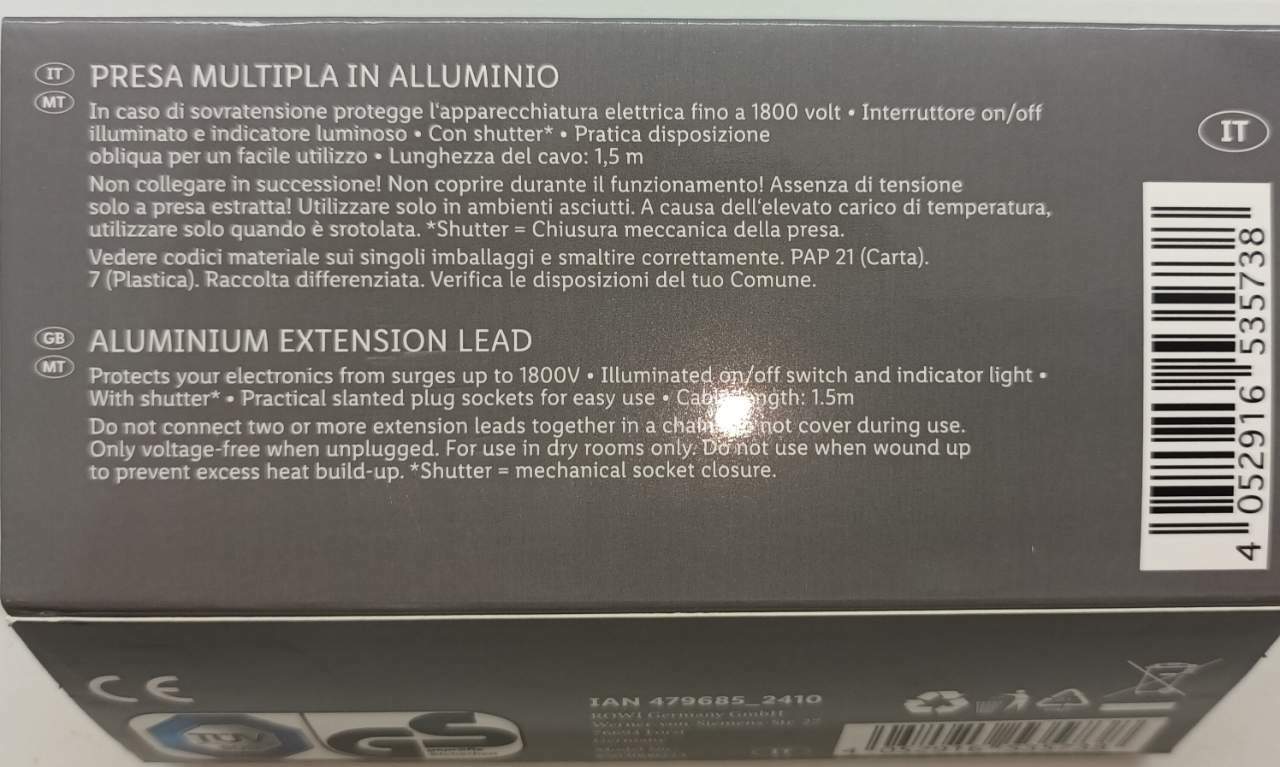 IT PRESA MULTIPLA IN ALLUMINIO
MT In caso di sovratensione protegge l'apparecchiatura elettrica fino a 1800 volt • Interruttore on/off
illuminato e indicatore luminoso • Con shutter* • Pratica disposizione
obliqua per un facile utilizzo • Lunghezza del cavo: 1,5 m
Non collegare in successione! Non coprire durante il funzionamento! Assenza di tensione
solo a presa estratta! Utilizzare solo in ambienti asciutti. A causa dell'elevato carico di temperatura,
utilizzare solo quando è srotolata. *Shutter = Chiusura meccanica della presa.
Vedere codici materiale sui singoli imballaggi e smaltire correttamente. PAP 21 (Carta).
7 (Plastica). Raccolta differenziata. Verifica le disposizioni del tuo Comune.
GB ALUMINIUM EXTENSION LEAD
MT Protects your electronics from surges up to 1800V • Illuminated on/off switch and indicator light •
With shutter* • Practical slanted plug sockets for easy use • Cable length: 1.5m
Do not connect two or more extension leads together in a chain. Do not cover during use.
Only voltage-free when unplugged. For use in dry rooms only. Do not use when wound up
to prevent excess heat build-up. *Shutter = mechanical socket closure.
IT
4 052916 535738
CE
TÜV
GS
IAN 479685_2410
ROWI Germany GmbH
Werner-von-Siemens-Str. 27
Germany
IT